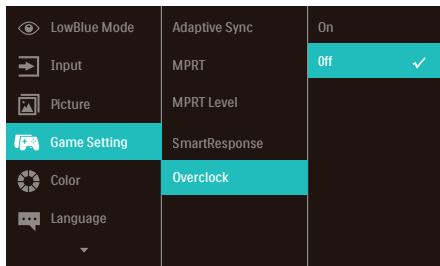 LowBlue Mode
Input
Picture
Game Setting
Color
Language
Adaptive Sync
MPRT
MPRT Level
SmartResponse
Overclock
On
Off